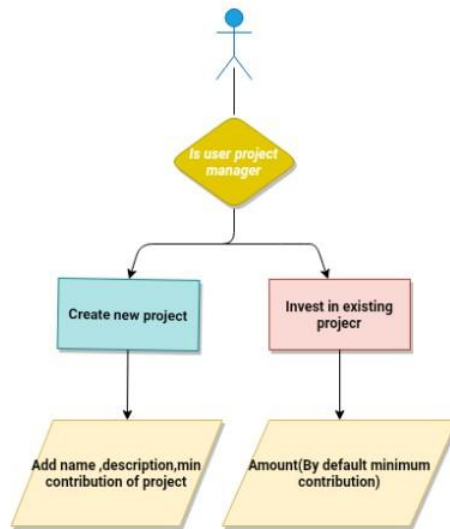 Is user project
manager
Create new project
Invest in existing
projecr
Add name ,description,min
contribution of project
Amount(By default minimum
contribution)